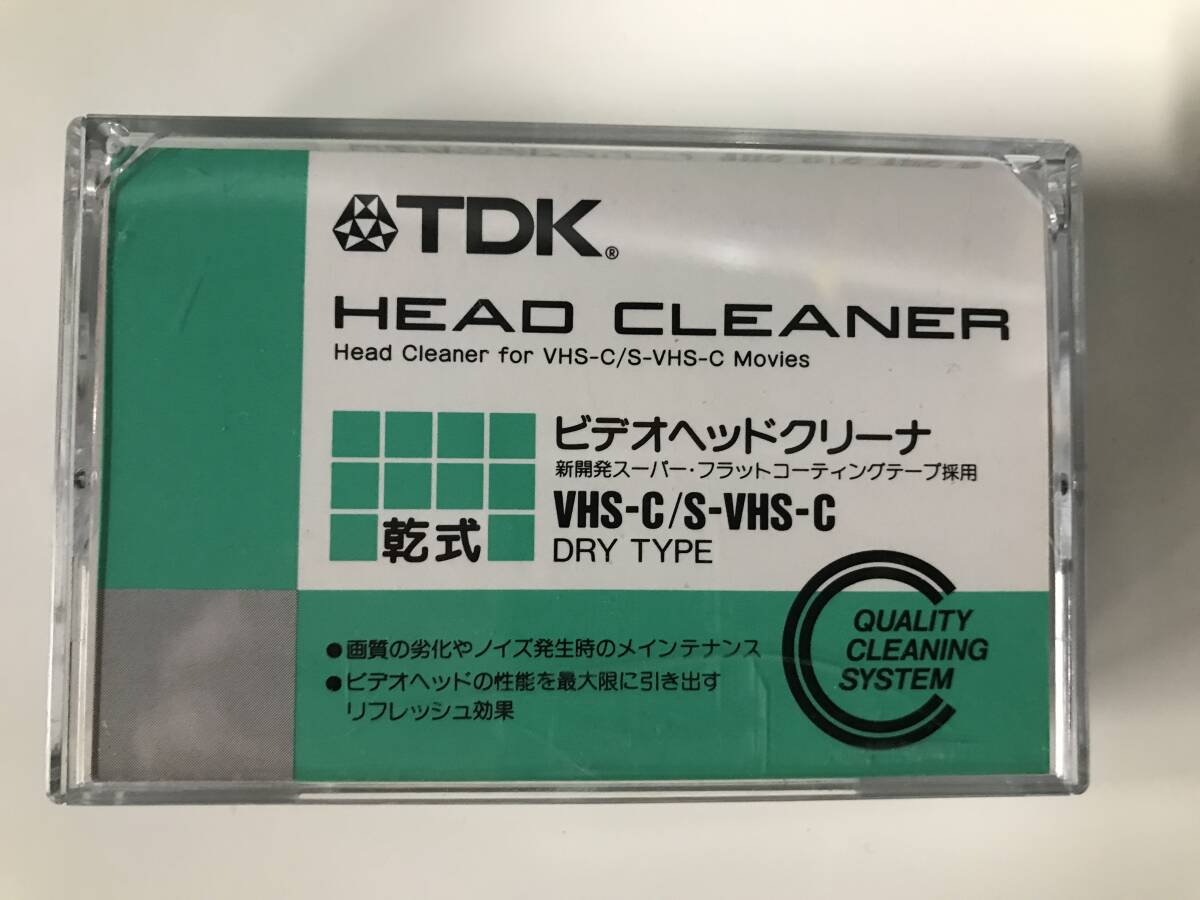 TDK®
HEAD CLEANER
Head Cleaner for VHS-C/S-VHS-C Movies
ビデオヘッドクリーナ
新開発スーパー・フラットコーティングテープ採用
VHS-C/S-VHS-C
DRY TYPE
乾式
●画質の劣化やノイズ発生時のメインテナンス
●ビデオヘッドの性能を最大限に引き出す
リフレッシュ効果
QUALITY
CLEANING
SYSTEM